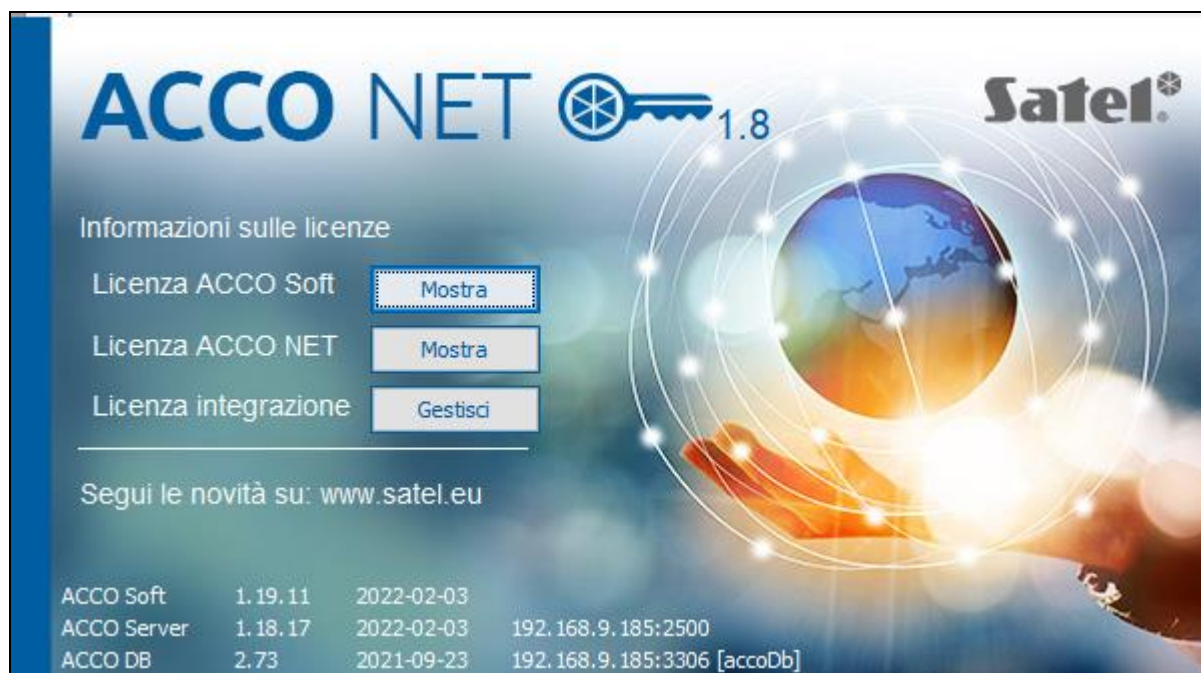 ACCO NET 1.8
Satel®
Informazioni sulle licenze
Licenza ACCO Soft Mostra
Licenza ACCO NET Mostra
Licenza integrazione Gestisci
Segui le novità su: www.satel.eu
ACCO Soft 1.19.11 2022-02-03
ACCO Server 1.18.17 2022-02-03 192.168.9.185:2500
ACCO DB 2.73 2021-09-23 192.168.9.185:3306 [accoDb]